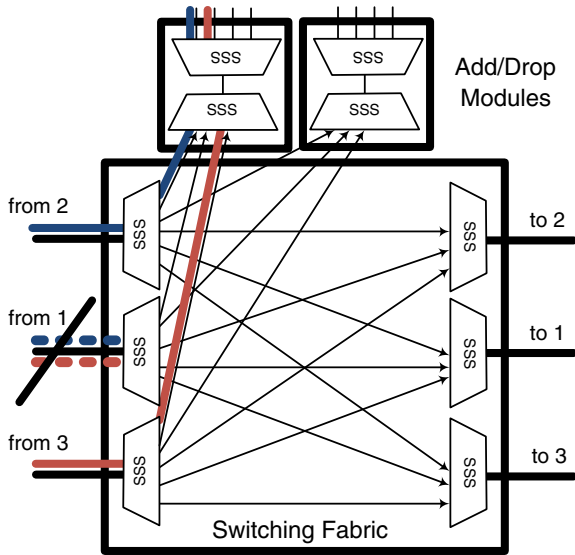 SSS
SSS
Add/Drop
Modules
SSS
SSS
from 2
SSS
SSS
to 2
from 1
SSS
SSS
to 1
from 3
SSS
SSS
to 3
Switching Fabric